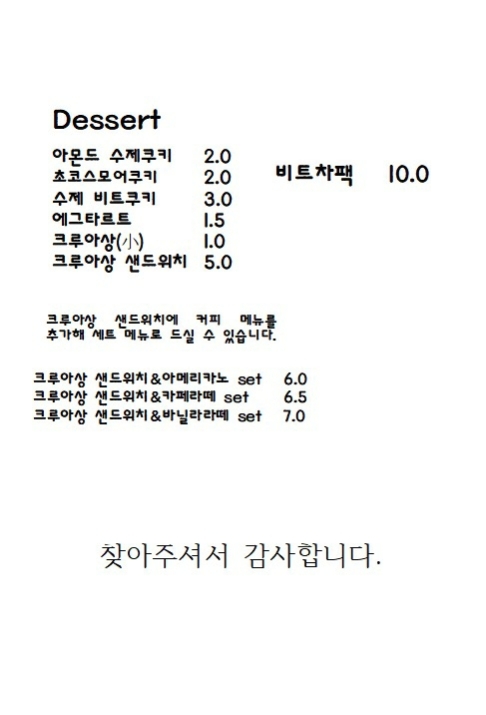 Dessert
아몬드 수제쿠키 2.0
초코스모어쿠키 2.0
수제 비트쿠키 3.0
에그타르트 1.5
크루아상(小) 1.0
크루아상 샌드위치 5.0
비트차팩 10.0
크루아상 샌드위치에 커피 메뉴를
추가해 세트 메뉴로 드실 수 있습니다.
크루아상 샌드위치&아메리카노 set 6.0
크루아상 샌드위치&카페라떼 set 6.5
크루아상 샌드위치&바닐라라떼 set 7.0
찾아주셔서 감사합니다.